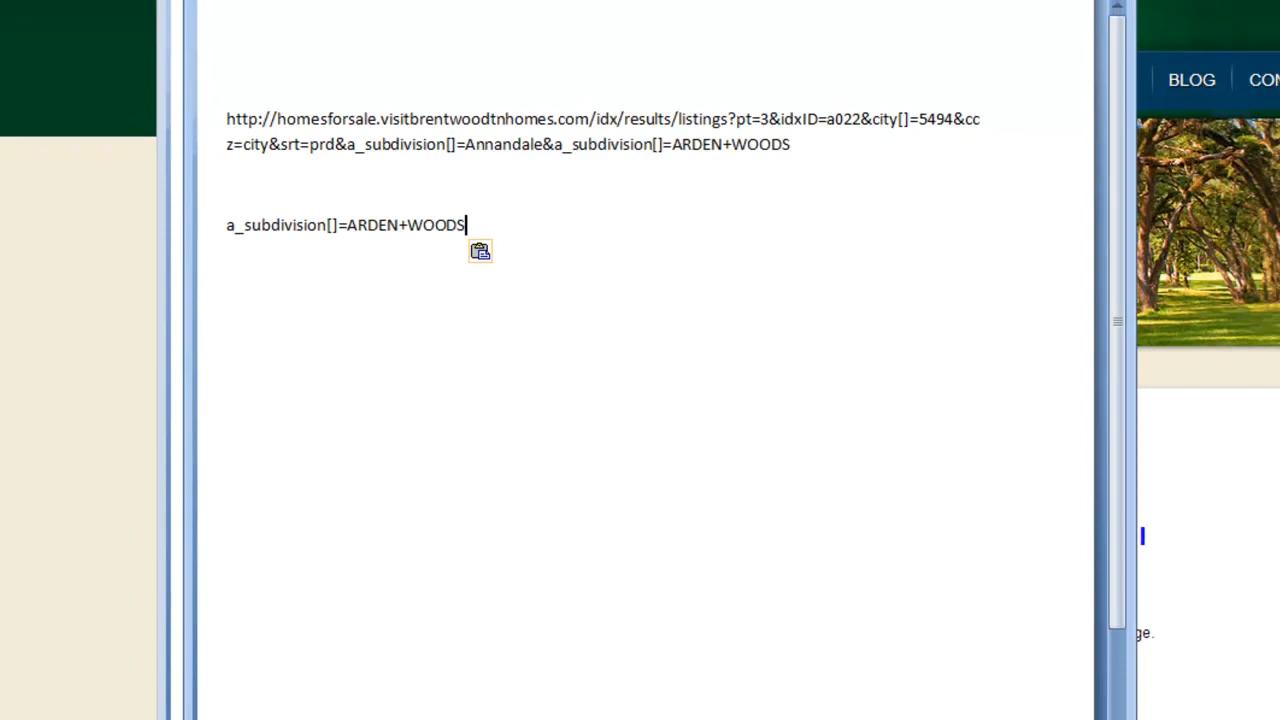 BLOG
http://homesforsale.visitbrentwoodtnhomes.com/idx/results/listings?pt=3&idxID=a022&city[]=5494&cc
z=city&srt=prd&a_subdivision[]=Annandale&a_subdivision[]=ARDEN+WOODS
a_subdivision[]=ARDEN+WOODS
ge.